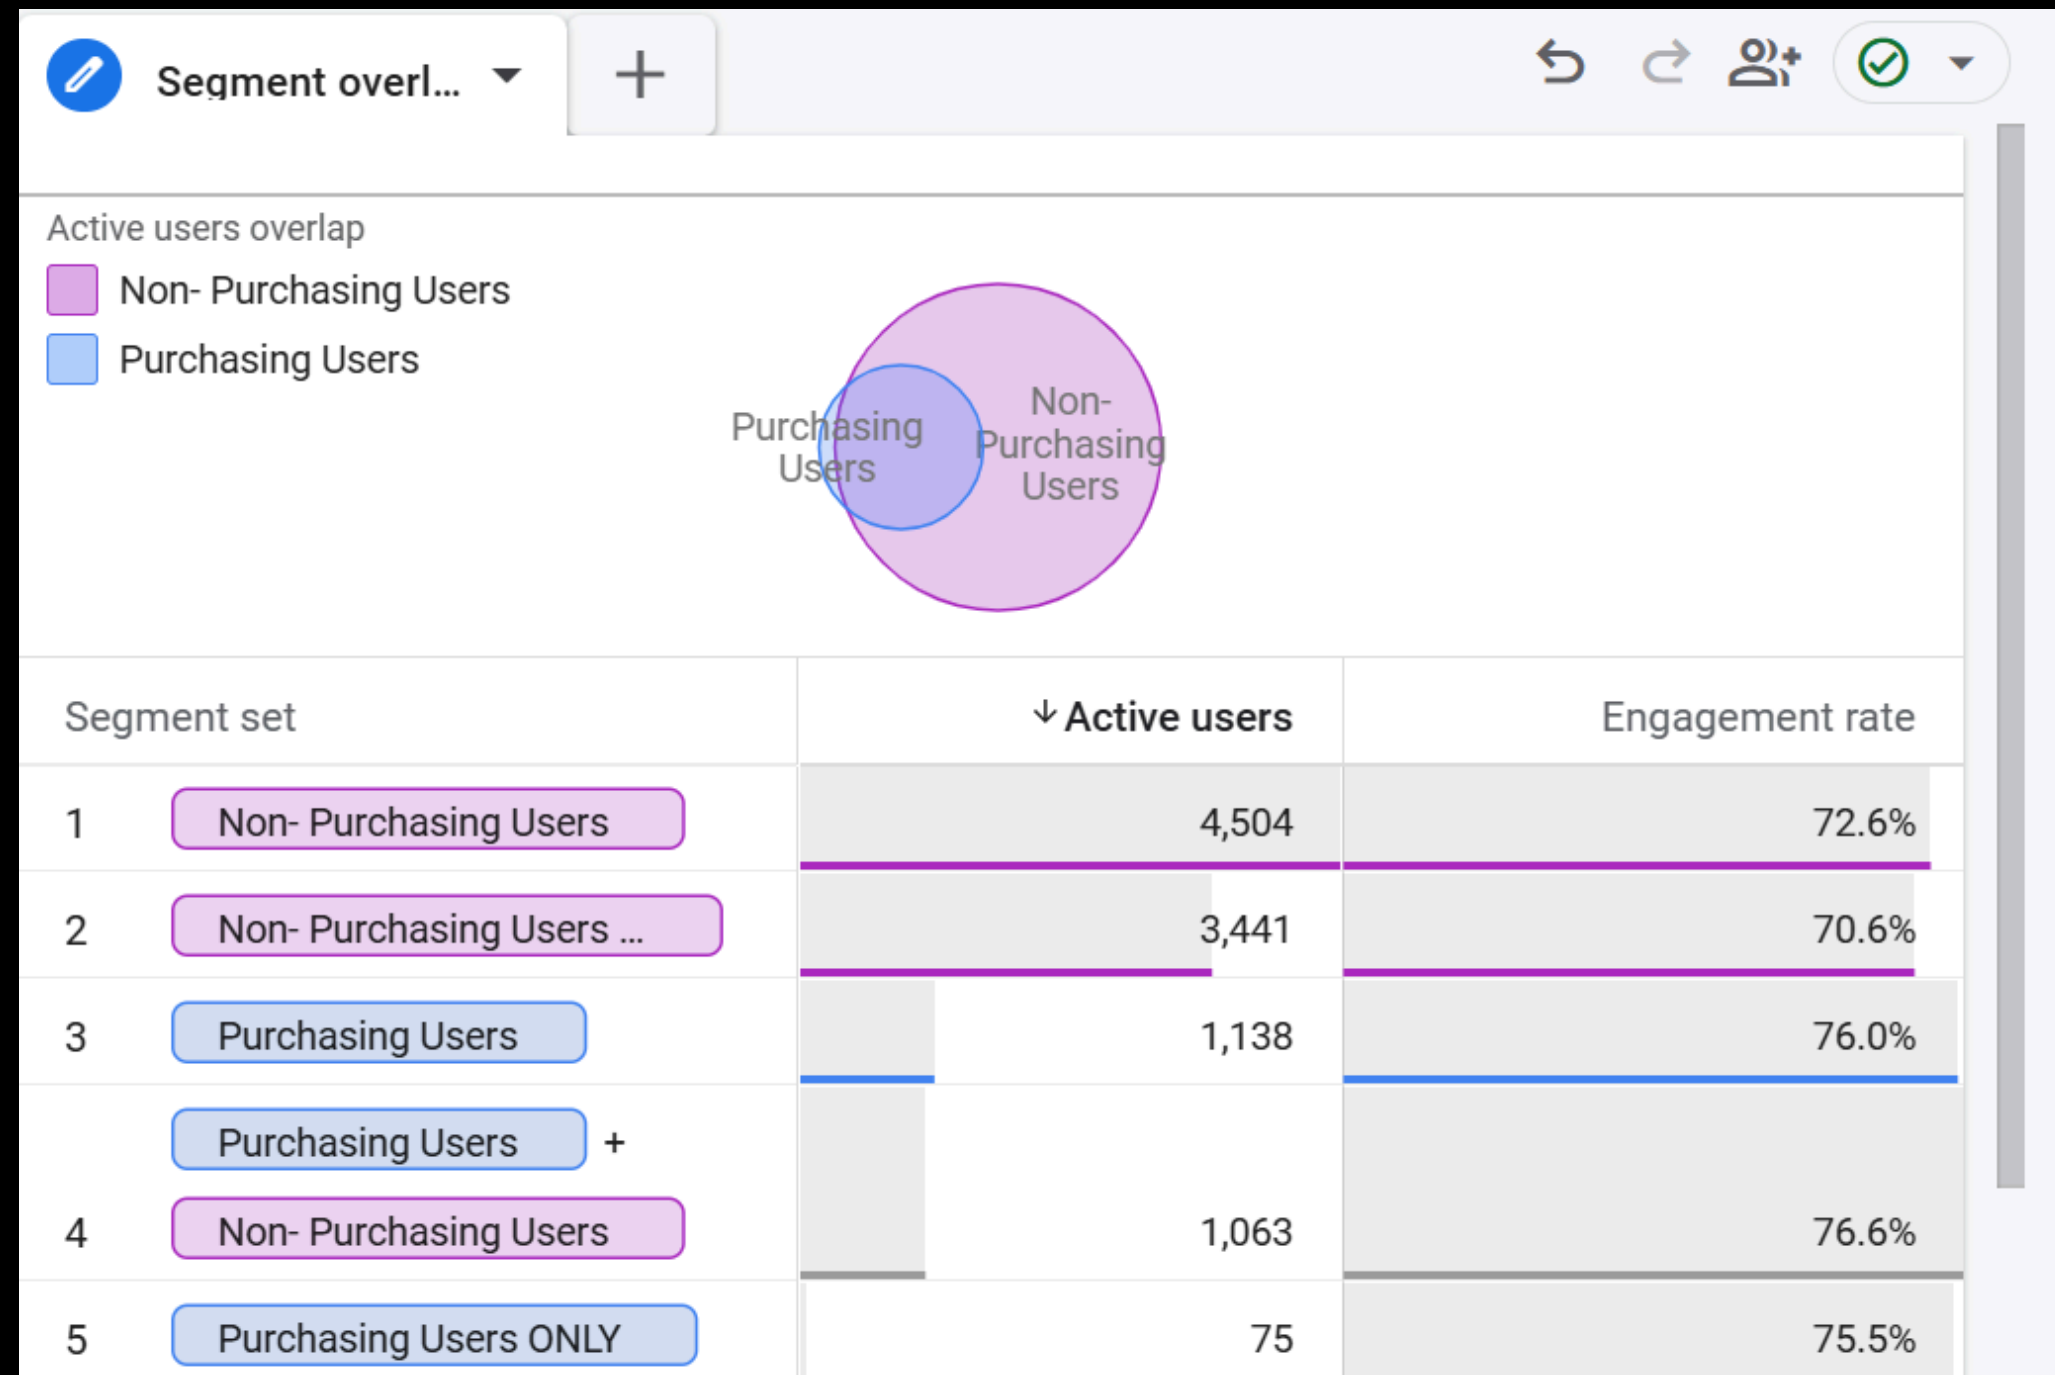 Segment overl...
Active users overlap
Non- Purchasing Users
Purchasing Users
Purchasing
Users
Non-
Purchasing
Users
Segment set
Active users
Engagement rate
1 Non- Purchasing Users 4,504 72.6%
2 Non- Purchasing Users ... 3,441 70.6%
3 Purchasing Users 1,138 76.0%
Purchasing Users +
4 Non- Purchasing Users 1,063 76.6%
5 Purchasing Users ONLY 75 75.5%